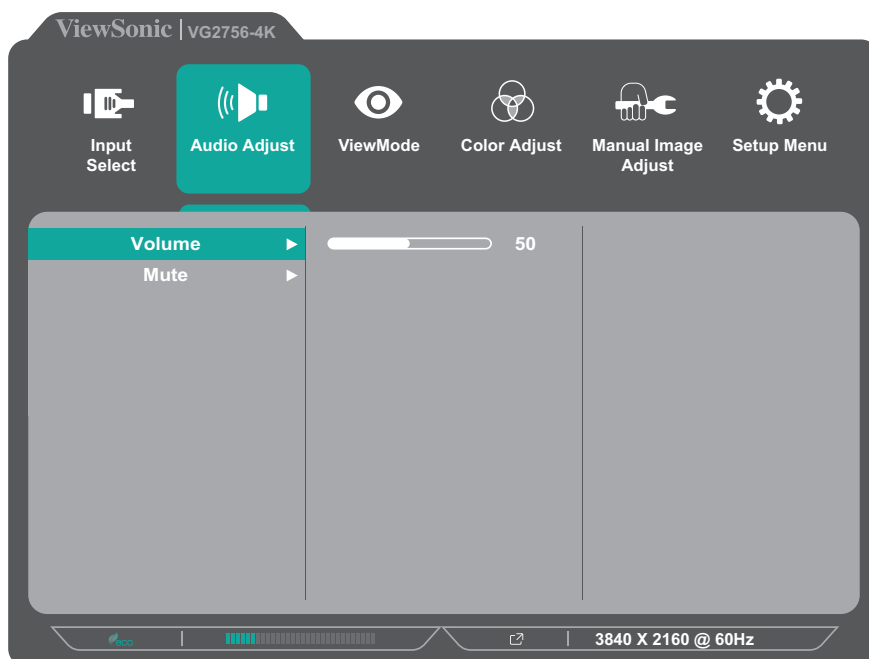 ViewSonic | VG2756-4K
Input
Select
Audio Adjust
ViewMode
Color Adjust
Manual Image
Adjust
Setup Menu
Volume 50
Mute
eco
3840 X 2160 @ 60Hz